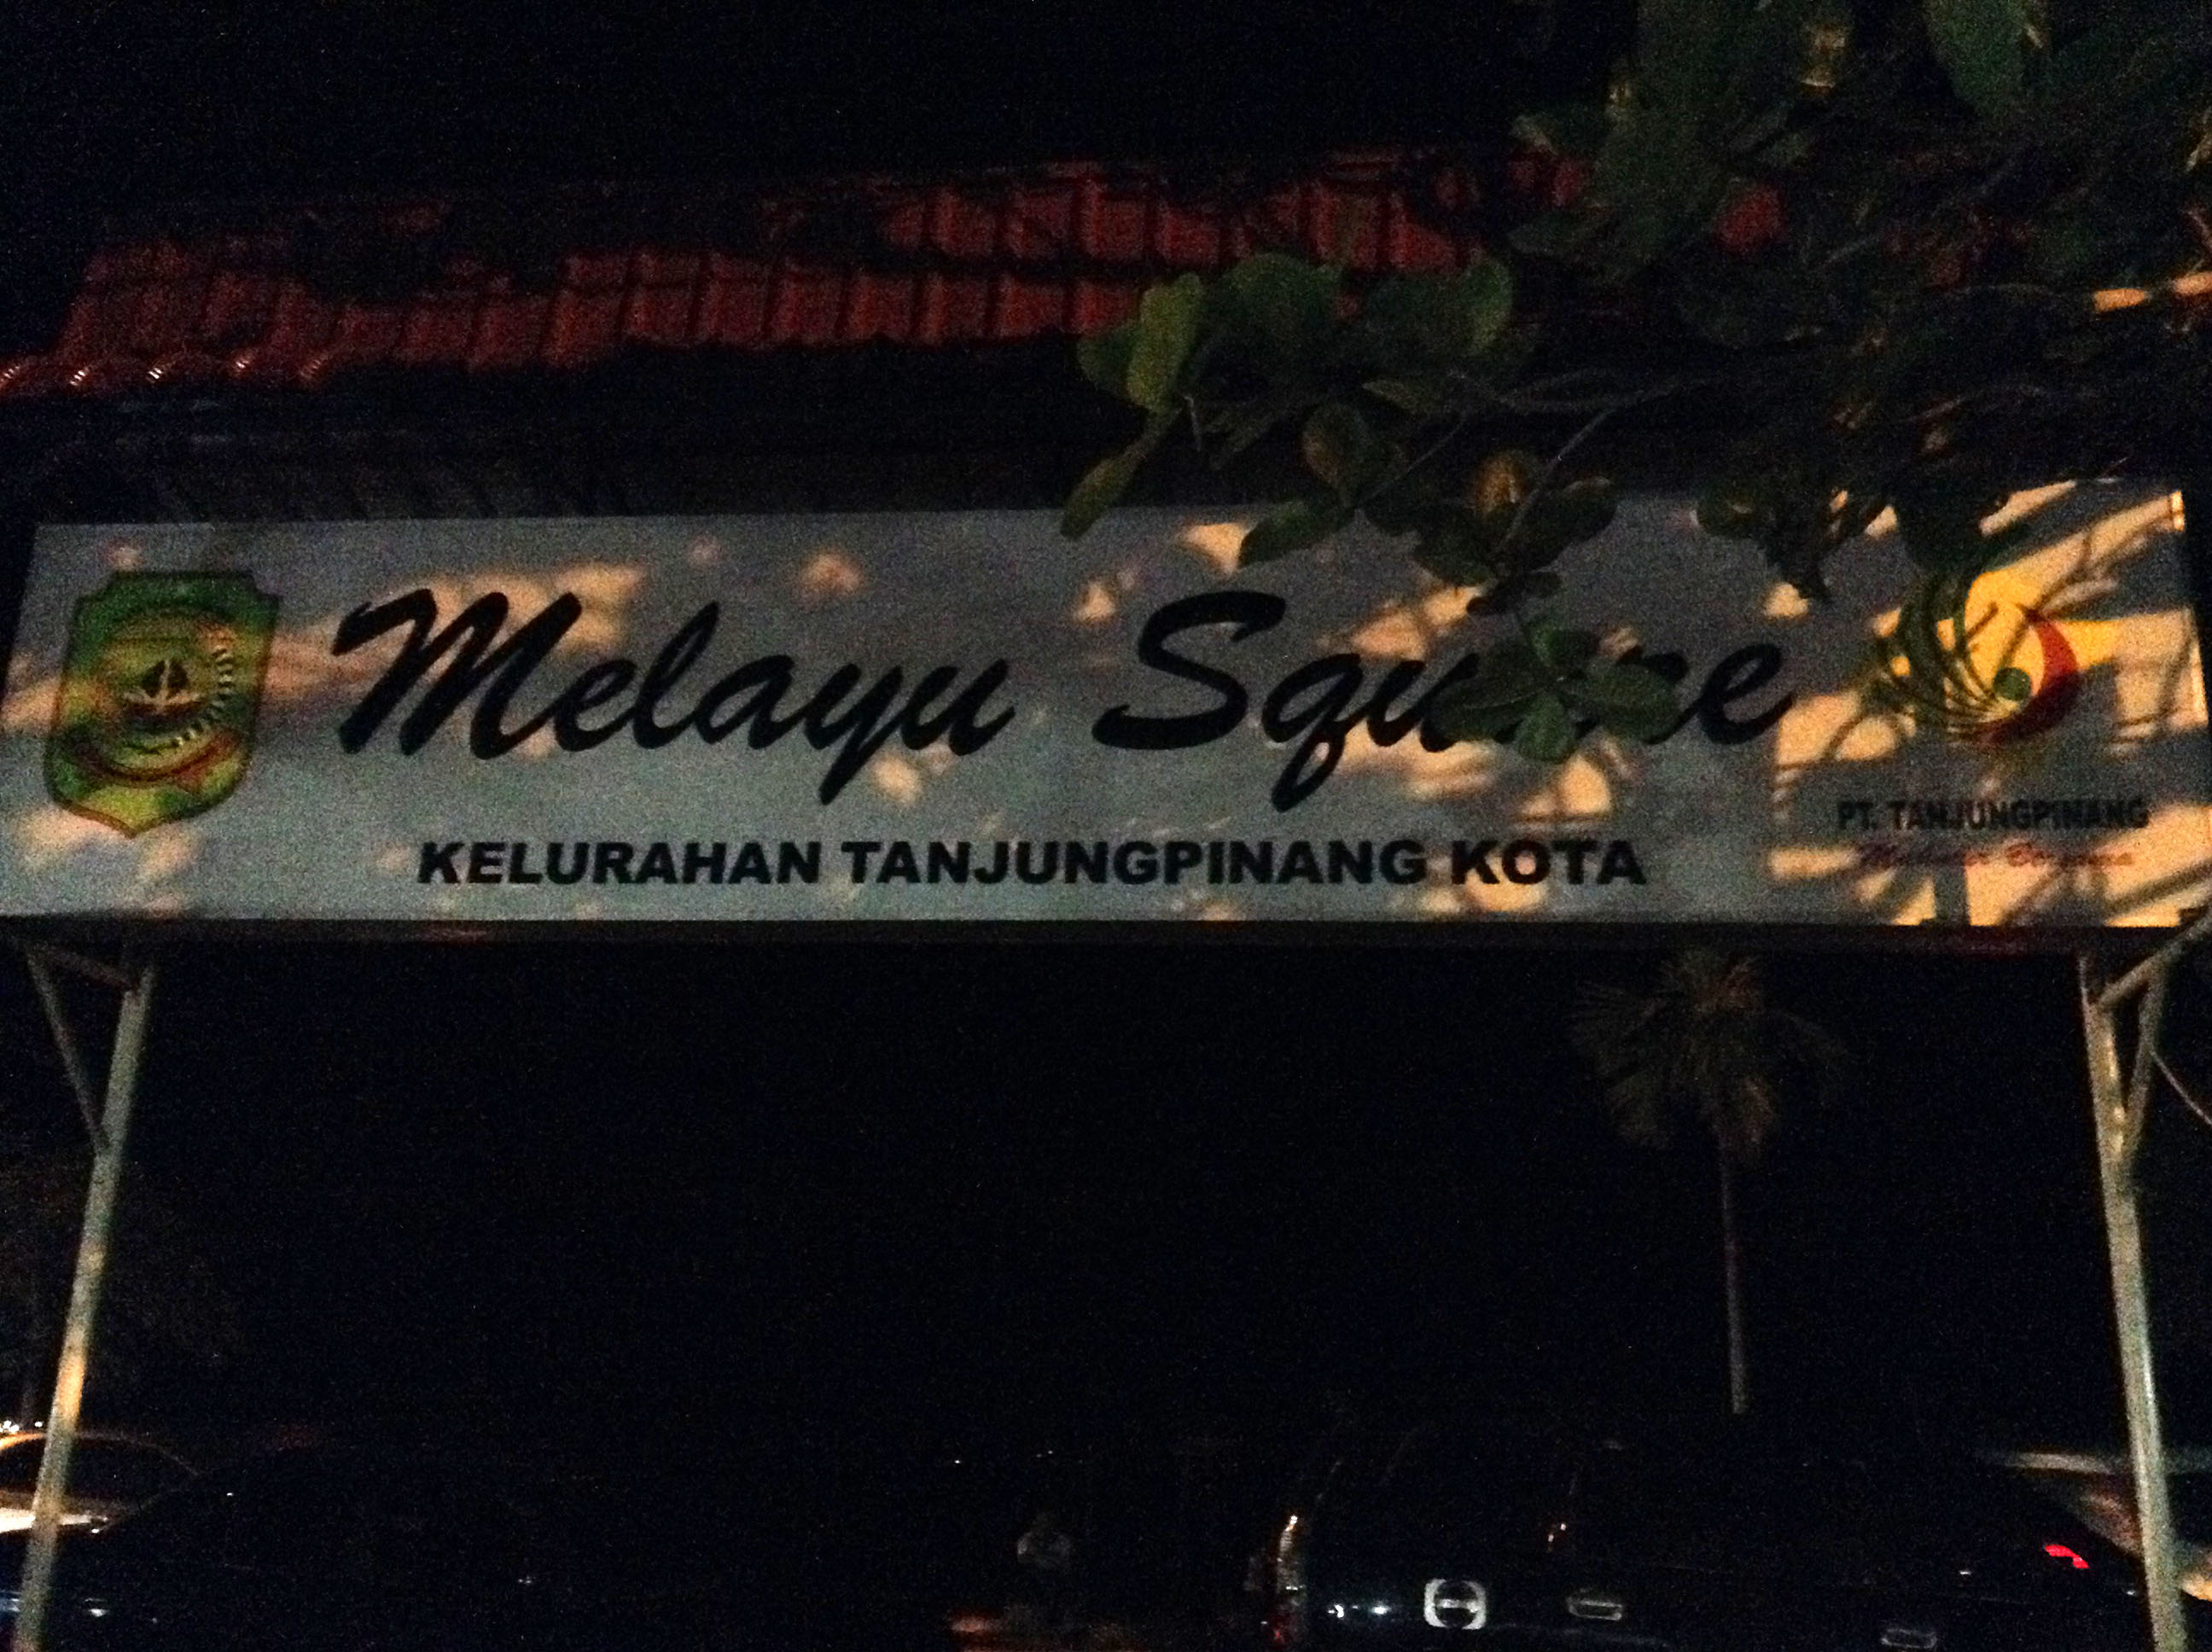 Melayu Square
KELURAHAN TANJUNGPINANG KOTA
PT. TANJUNGPINANG